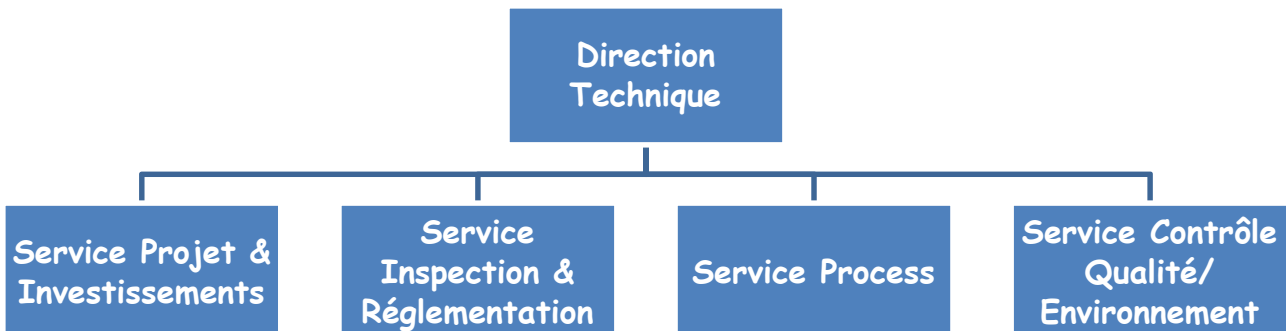 Direction
Technique
Service Projet &
Investissements
Service
Inspection &
Réglementation
Service Process
Service Contrôle
Qualité/
Environnement